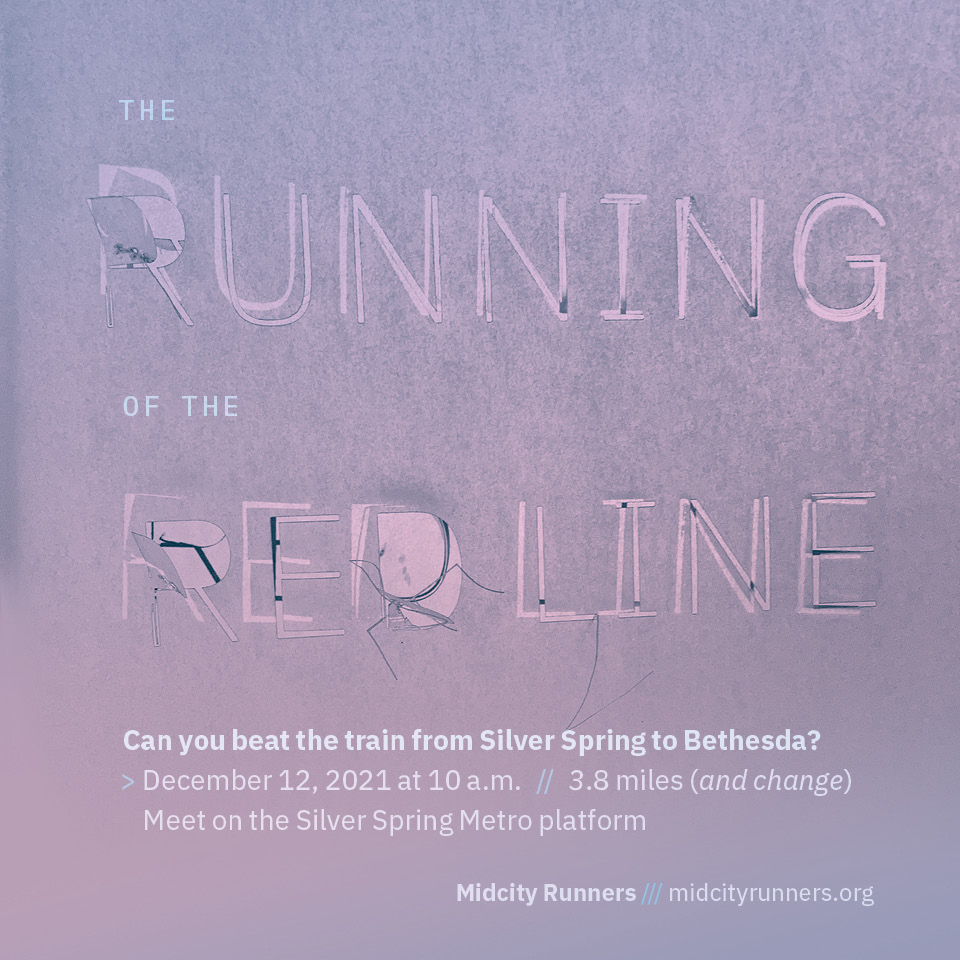 THE
RUNNING
OF THE
RED LINE
Can you beat the train from Silver Spring to Bethesda?
> December 12, 2021 at 10 a.m. // 3.8 miles (and change)
Meet on the Silver Spring Metro platform
Midcity Runners /// midcityrunners.org